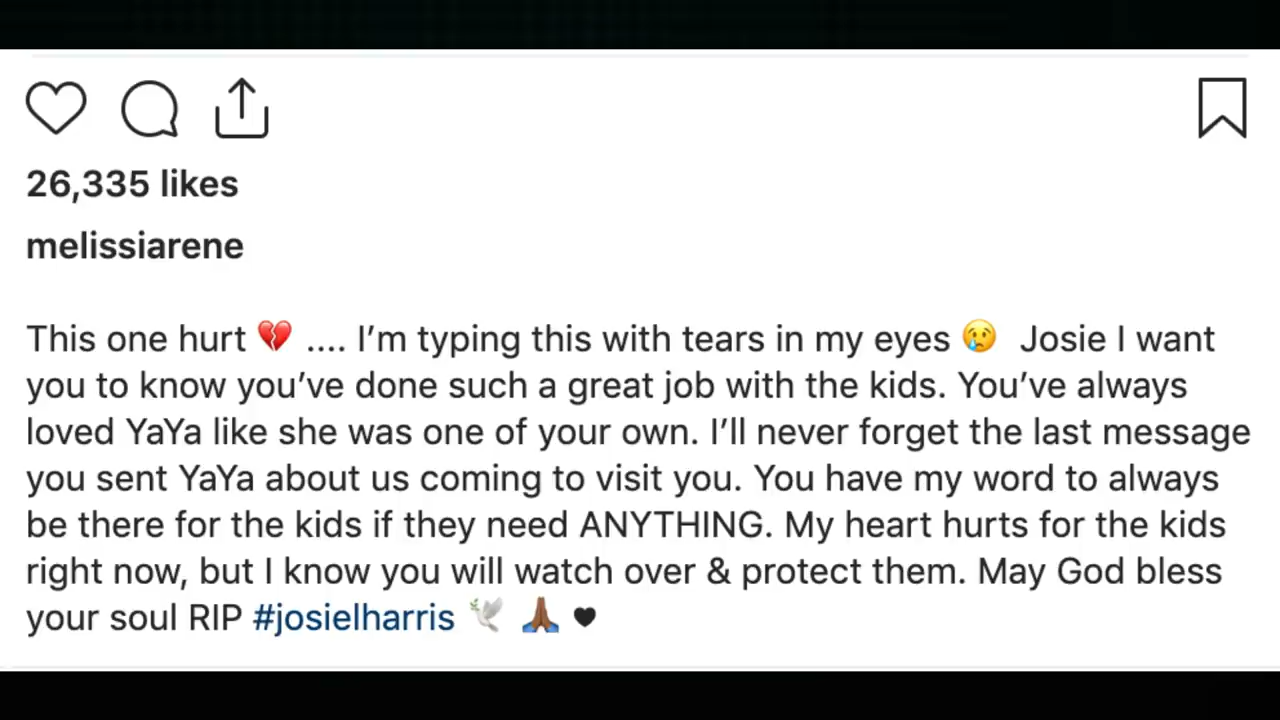 26,335 likes
melissiarene
This one hurt 💔 .... I’m typing this with tears in my eyes 😢 Josie I want
you to know you’ve done such a great job with the kids. You’ve always
loved YaYa like she was one of your own. I’ll never forget the last message
you sent YaYa about us coming to visit you. You have my word to always
be there for the kids if they need ANYTHING. My heart hurts for the kids
right now, but I know you will watch over & protect them. May God bless
your soul RIP #josielharris 🕊 🙏🏾 🖤